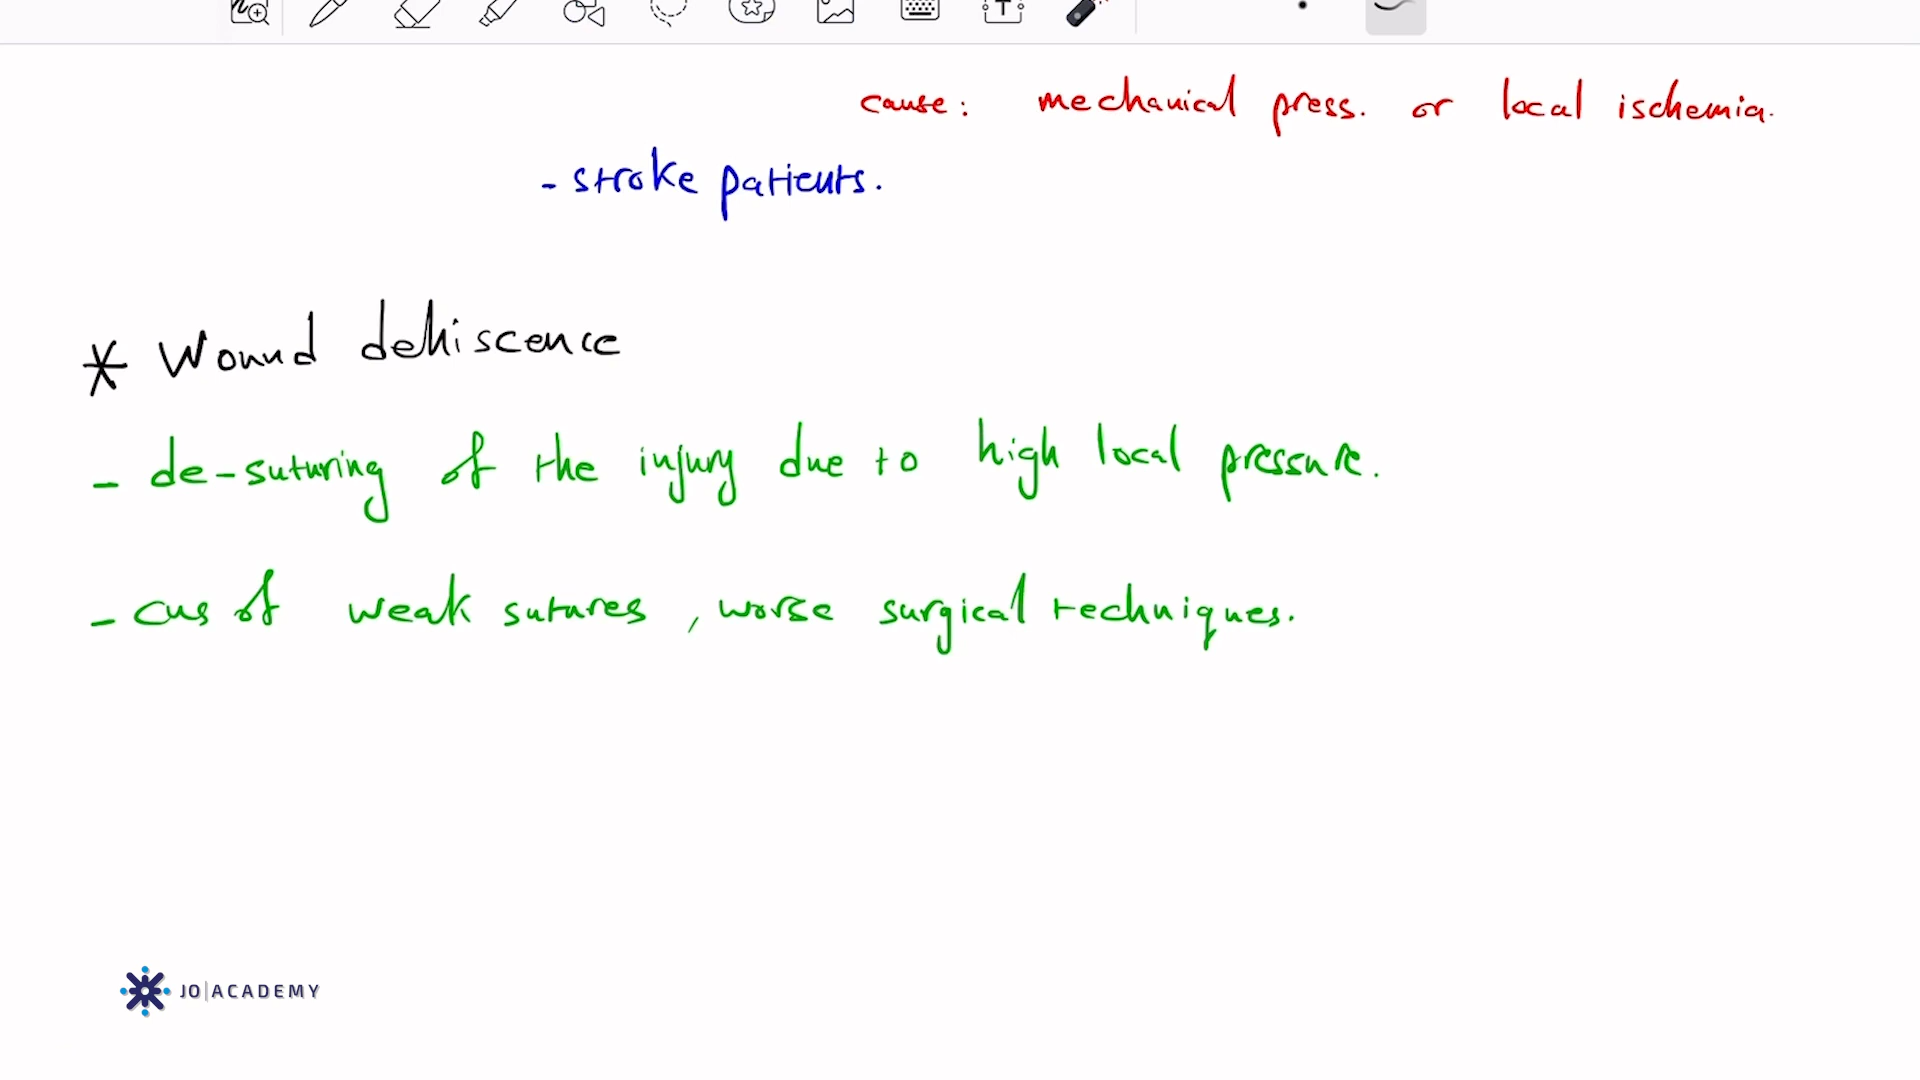 cause: mechanical press. or local ischemia.
- stroke patients.
* Wound dehiscence
- de-suturing of the injury due to high local pressure.
- cus of weak sutures, worse surgical techniques.
JO|ACADEMY